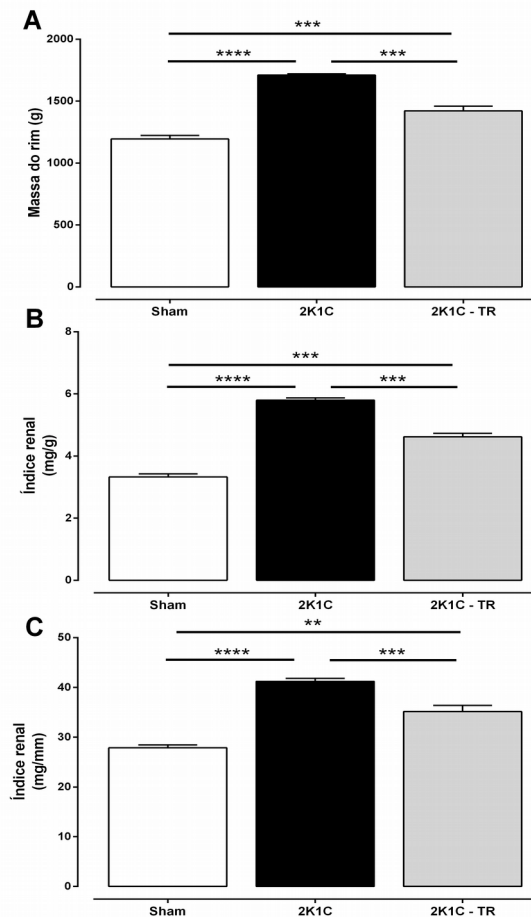 A
***
2000
****
***
1500
Massa do rim (g)
1000
500
0
Sham 2K1C 2K1C - TR
B
8
***
****
***
6
Índice renal
(mg/g)
4
2
0
Sham 2K1C 2K1C - TR
C
50
**
****
***
40
Índice renal
(mg/mm)
30
20
10
0
Sham 2K1C 2K1C - TR